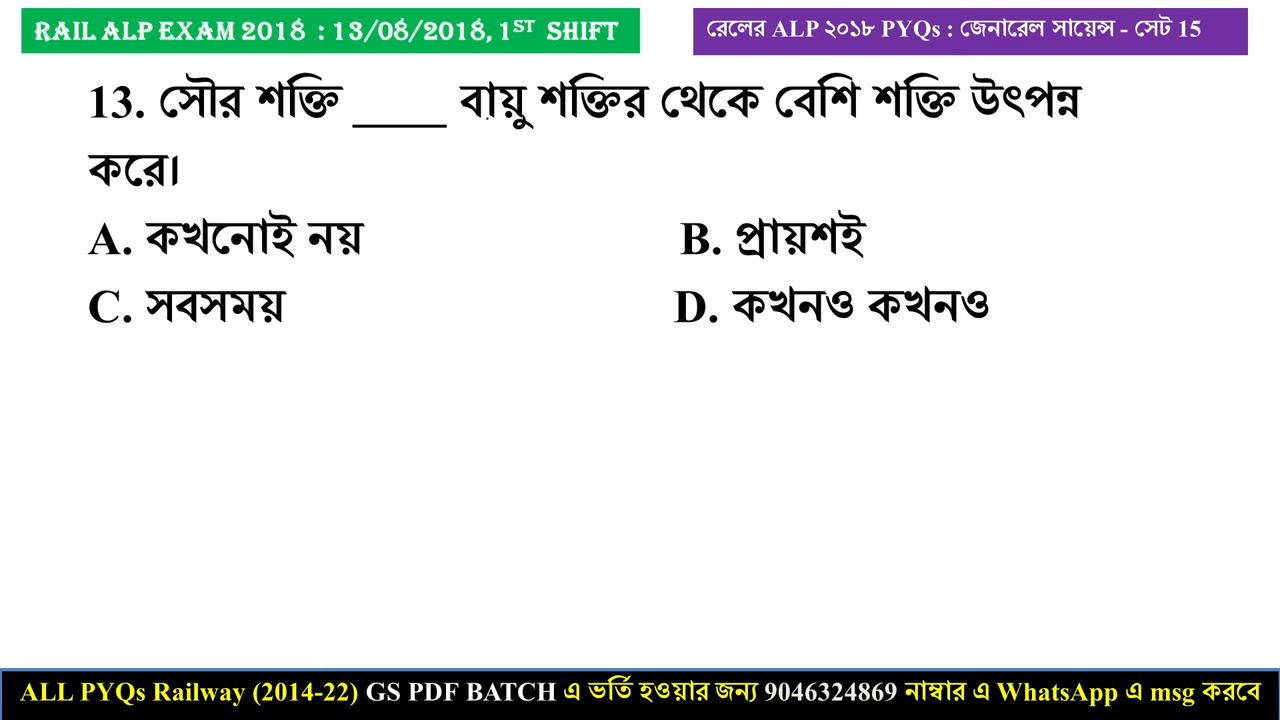 RAIL ALP EXAM 2018 : 13/08/2018, 1ST SHIFT
রেলের ALP ২০১৮ PYQs : জেনারেল সায়েন্স - সেট 15
13. সৌর শক্তি ____ বায়ু শক্তির থেকে বেশি শক্তি উৎপন্ন
করে।
A. কখনোই নয় B. প্রায়শই
C. সবসময় D. কখনও কখনও
ALL PYQs Railway (2014-22) GS PDF BATCH এ ভর্তি হওয়ার জন্য 9046324869 নাম্বার এ WhatsApp এ msg করবে